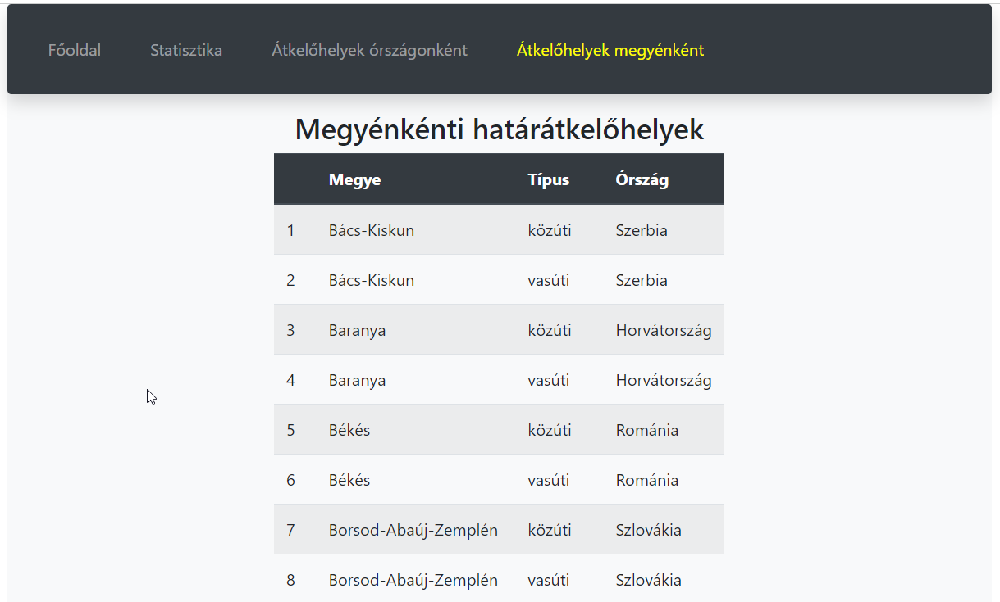 Főoldal Statisztika Átkelőhelyek órszágonként Átkelőhelyek megyénként
Megyénkénti határátkelőhelyek
Megye Típus Órszág
1 Bács-Kiskun közúti Szerbia
2 Bács-Kiskun vasúti Szerbia
3 Baranya közúti Horvátország
4 Baranya vasúti Horvátország
5 Békés közúti Románia
6 Békés vasúti Románia
7 Borsod-Abaúj-Zemplén közúti Szlovákia
8 Borsod-Abaúj-Zemplén vasúti Szlovákia